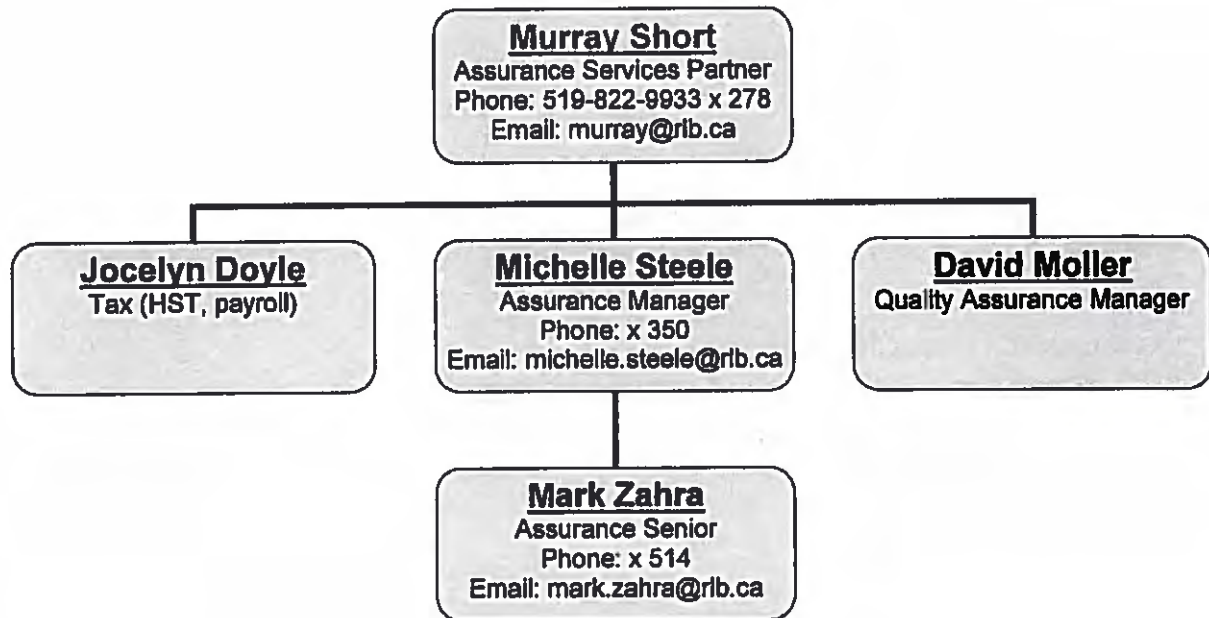 Murray Short
Assurance Services Partner
Phone: 519-822-9933 x 278
Email: murray@rlb.ca
Jocelyn Doyle
Tax (HST, payroll)
Michelle Steele
Assurance Manager
Phone: x 350
Email: michelle.steele@rlb.ca
David Moller
Quality Assurance Manager
Mark Zahra
Assurance Senior
Phone: x 514
Email: mark.zahra@rlb.ca